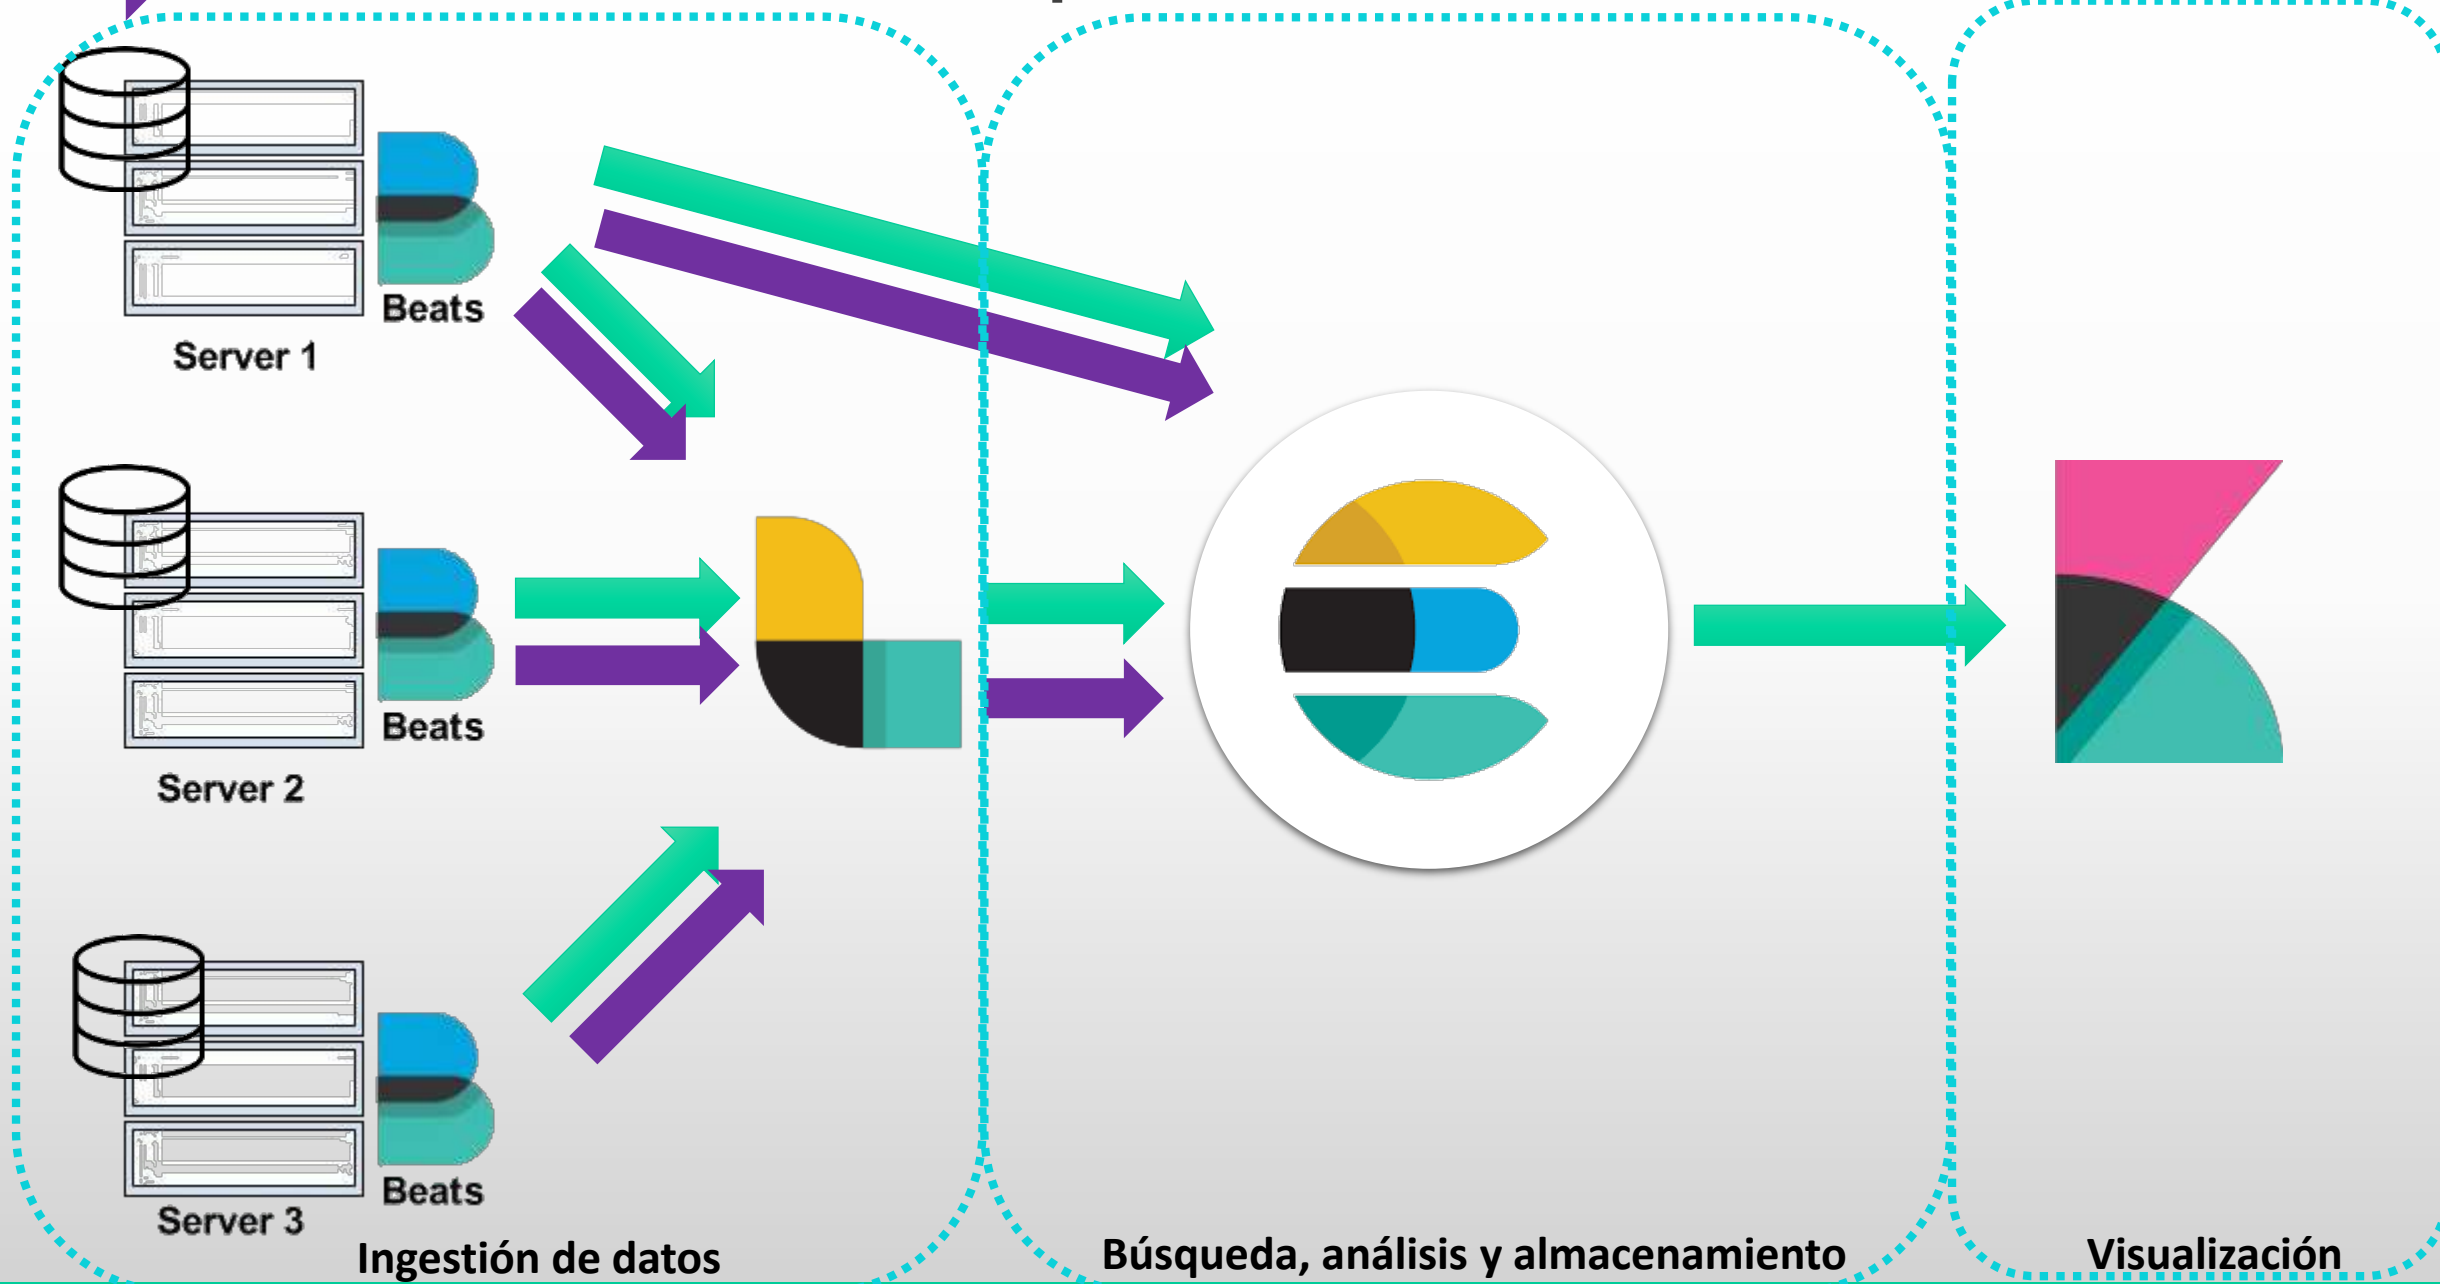 Beats
Server 1
Beats
Server 2
Beats
Server 3
Ingestión de datos
Búsqueda, análisis y almacenamiento
Visualización